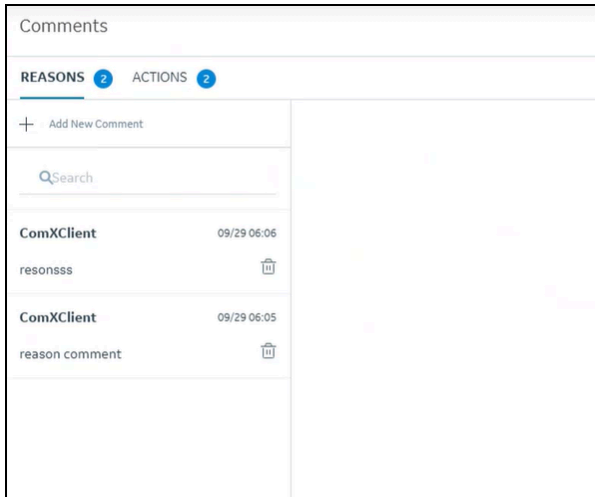 Comments
REASONS 2 ACTIONS 2
Add New Comment
Search
ComXClient 09/29 06:06
resonsss
ComXClient 09/29 06:05
reason comment